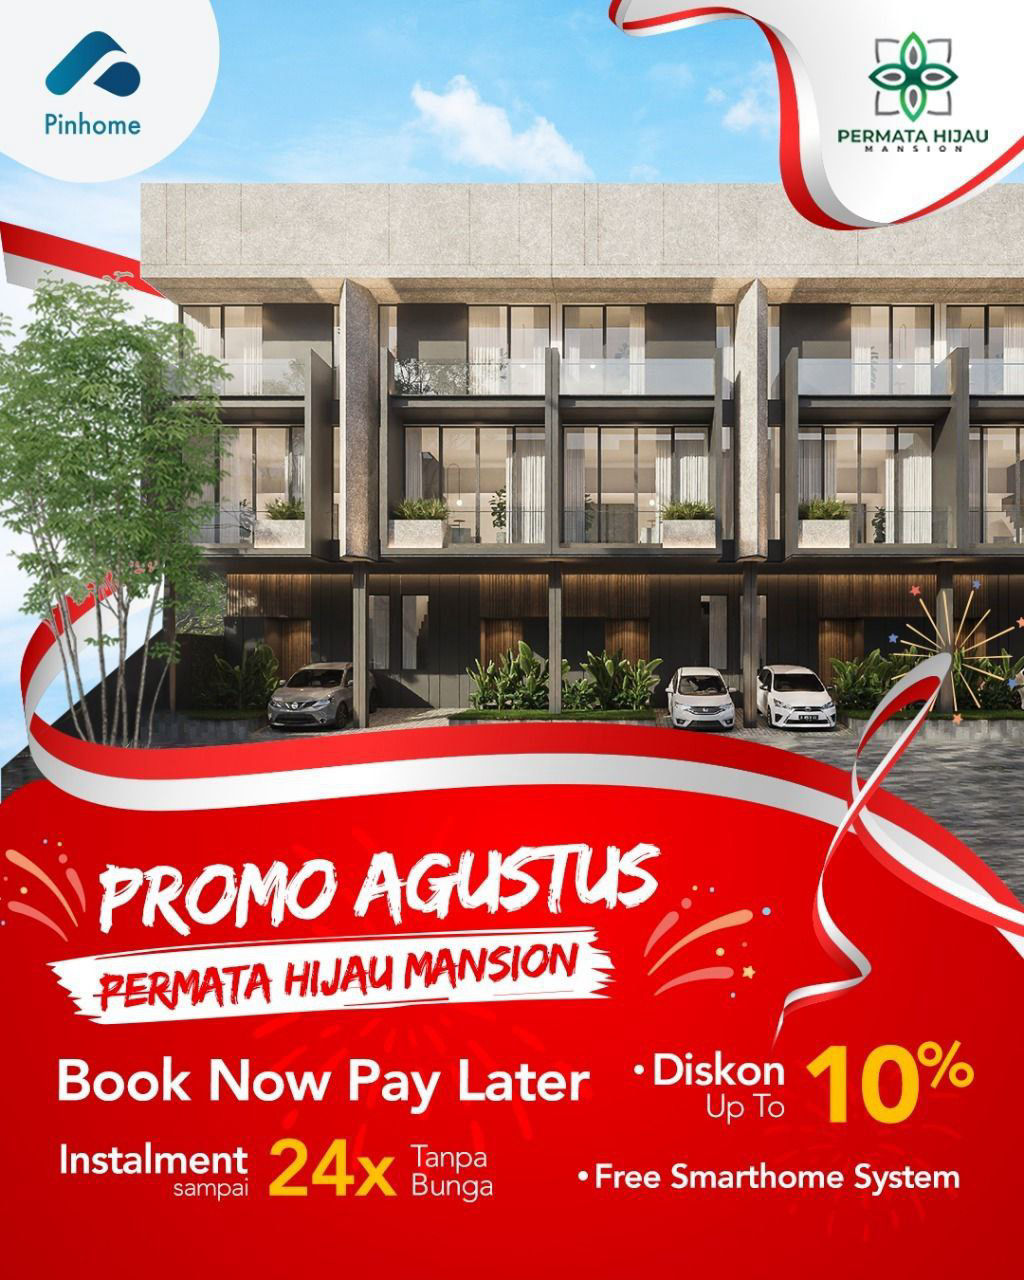 Pinhome
PERMATA HIJAU
MANSION
PROMO AGUSTUS
PERMATA HIJAU MANSION
Book Now Pay Later
Instalment
sampai
24x
Tanpa
Bunga
• Diskon
Up To
10%
• Free Smarthome System